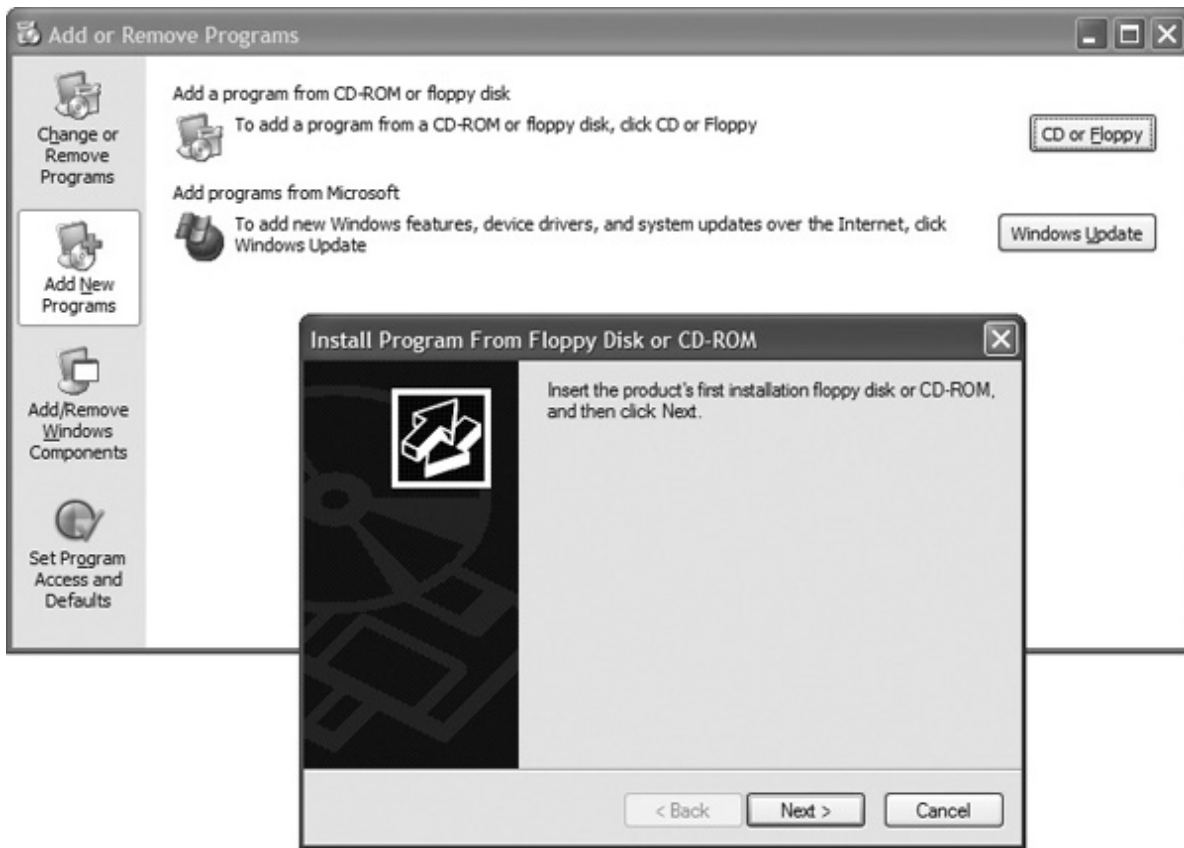 Add or Remove Programs
Change or
Remove
Programs
Add New
Programs
Add/Remove
Windows
Components
Set Program
Access and
Defaults
Add a program from CD-ROM or floppy disk
To add a program from a CD-ROM or floppy disk, click CD or Floppy
CD or Floppy
Add programs from Microsoft
To add new Windows features, device drivers, and system updates over the Internet, click
Windows Update
Windows Update
Install Program From Floppy Disk or CD-ROM
Insert the product's first installation floppy disk or CD-ROM,
and then click Next.
< Back
Next >
Cancel